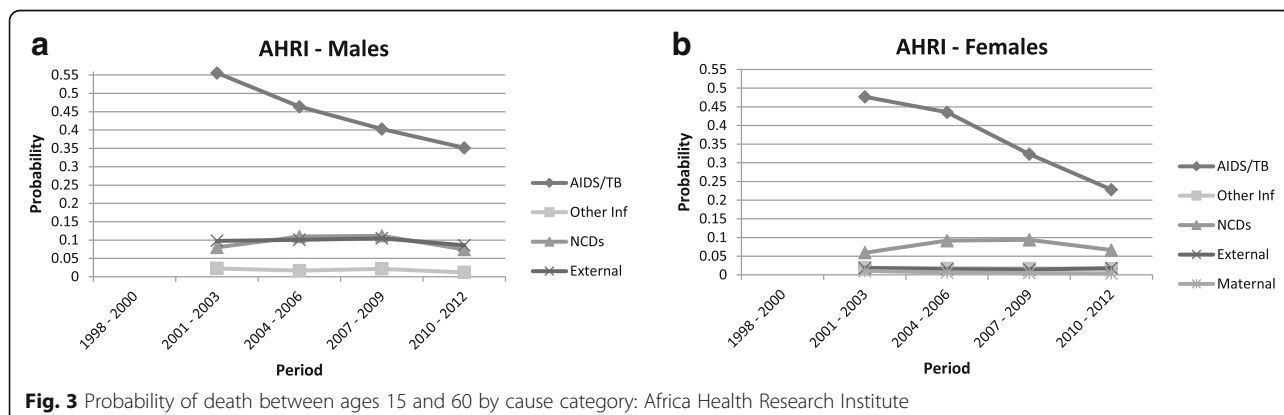 a
AHRI - Males
0.55
0.5
0.45
0.4
0.35
0.3
0.25
0.2
0.15
0.1
0.05
0
Probability
1998 - 2000
2001 - 2003
2004 - 2006
2007 - 2009
2010 - 2012
Period
AIDS/TB
Other Inf
NCDs
External
b
AHRI - Females
0.55
0.5
0.45
0.4
0.35
0.3
0.25
0.2
0.15
0.1
0.05
0
Probability
1998 - 2000
2001 - 2003
2004 - 2006
2007 - 2009
2010 - 2012
Period
AIDS/TB
Other Inf
NCDs
External
Maternal
Fig. 3 Probability of death between ages 15 and 60 by cause category: Africa Health Research Institute